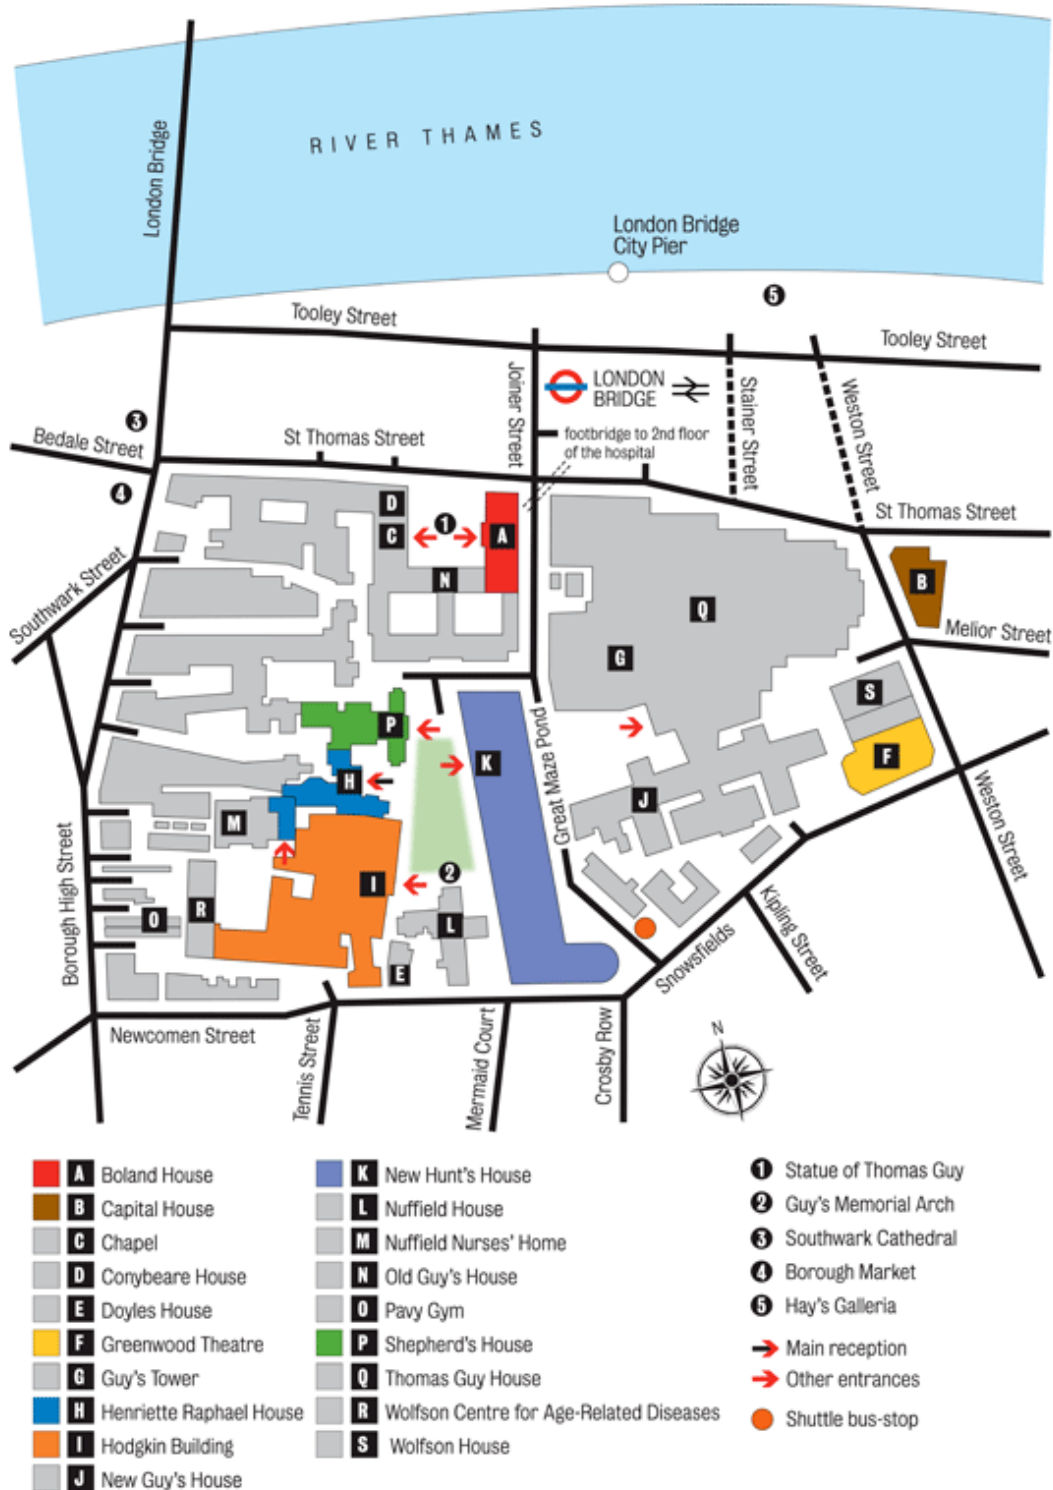 RIVER THAMES
London Bridge
London Bridge
City Pier
5
Tooley Street
Tooley Street
Joiner Street
LONDON
BRIDGE
Stainer Street
Weston Street
3
Bedale Street
St Thomas Street
footbridge to 2nd floor
of the hospital
4
D
1
C
A
St Thomas Street
Southwark Street
N
B
Q
Melior Street
G
S
P
K
F
Great Maze Pond
H
J
M
Weston Street
Borough High Street
I
2
R
O
L
Kipling Street
E
Snowsfields
Newcomen Street
Tennis Street
Mermaid Court
Crosby Row
N
A Boland House
B Capital House
C Chapel
D Conybeare House
E Doyles House
F Greenwood Theatre
G Guy's Tower
H Henriette Raphael House
I Hodgkin Building
J New Guy's House
K New Hunt's House
L Nuffield House
M Nuffield Nurses' Home
N Old Guy's House
O Pavy Gym
P Shepherd's House
Q Thomas Guy House
R Wolfson Centre for Age-Related Diseases
S Wolfson House
1 Statue of Thomas Guy
2 Guy's Memorial Arch
3 Southwark Cathedral
4 Borough Market
5 Hay's Galleria
Main reception
Other entrances
Shuttle bus-stop